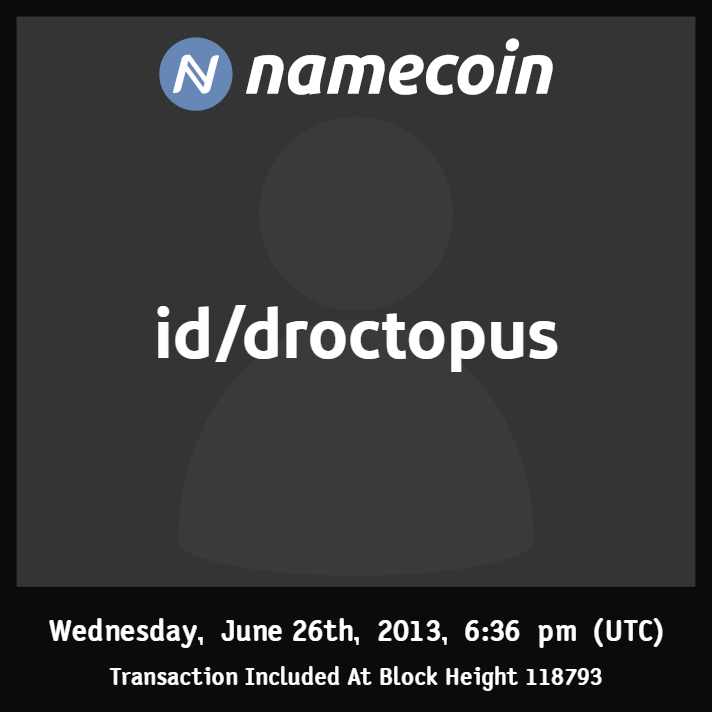 namecoin
id/droctopus
Wednesday, June 26th, 2013, 6:36 pm (UTC)
Transaction Included At Block Height 118793